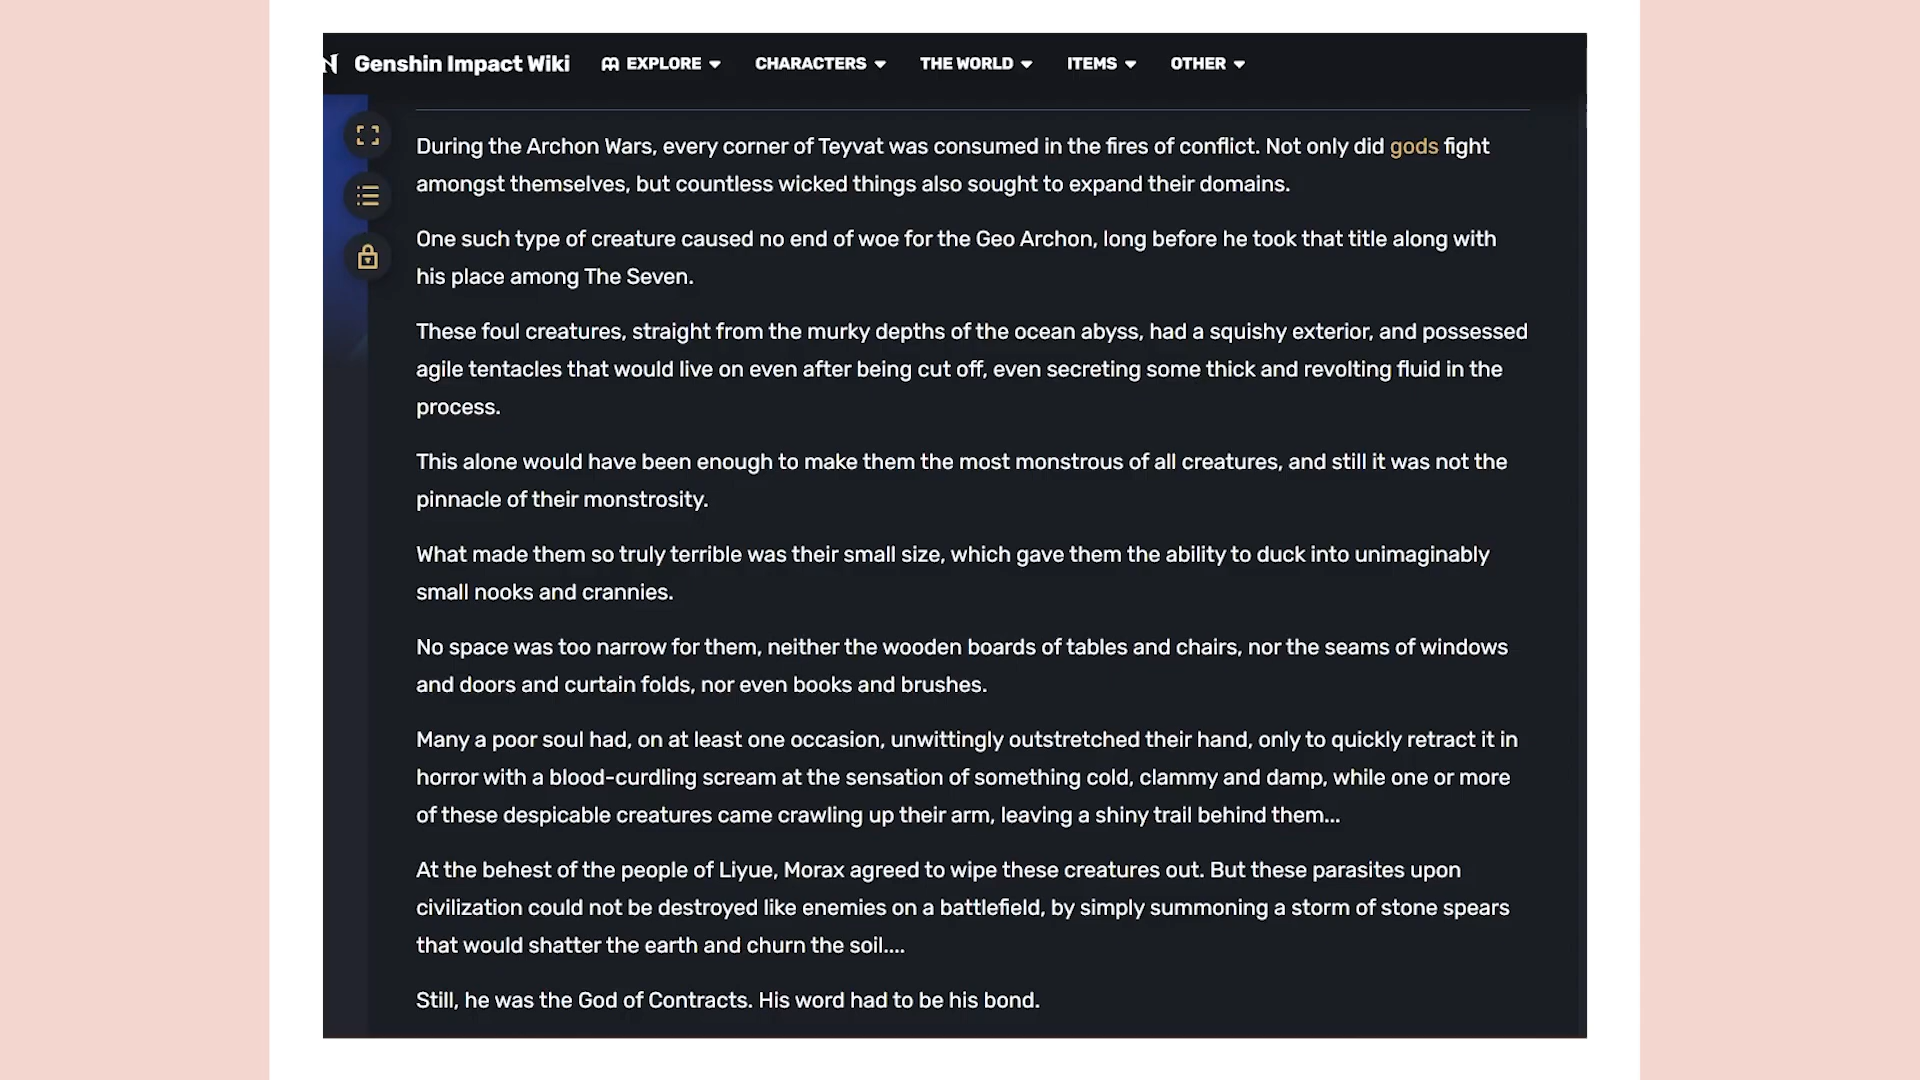 Genshin Impact Wiki EXPLORE CHARACTERS THE WORLD ITEMS OTHER
During the Archon Wars, every corner of Teyvat was consumed in the fires of conflict. Not only did gods fight
amongst themselves, but countless wicked things also sought to expand their domains.
One such type of creature caused no end of woe for the Geo Archon, long before he took that title along with
his place among The Seven.
These foul creatures, straight from the murky depths of the ocean abyss, had a squishy exterior, and possessed
agile tentacles that would live on even after being cut off, even secreting some thick and revolting fluid in the
process.
This alone would have been enough to make them the most monstrous of all creatures, and still it was not the
pinnacle of their monstrosity.
What made them so truly terrible was their small size, which gave them the ability to duck into unimaginably
small nooks and crannies.
No space was too narrow for them, neither the wooden boards of tables and chairs, nor the seams of windows
and doors and curtain folds, nor even books and brushes.
Many a poor soul had, on at least one occasion, unwittingly outstretched their hand, only to quickly retract it in
horror with a blood-curdling scream at the sensation of something cold, clammy and damp, while one or more
of these despicable creatures came crawling up their arm, leaving a shiny trail behind them...
At the behest of the people of Liyue, Morax agreed to wipe these creatures out. But these parasites upon
civilization could not be destroyed like enemies on a battlefield, by simply summoning a storm of stone spears
that would shatter the earth and churn the soil....
Still, he was the God of Contracts. His word had to be his bond.